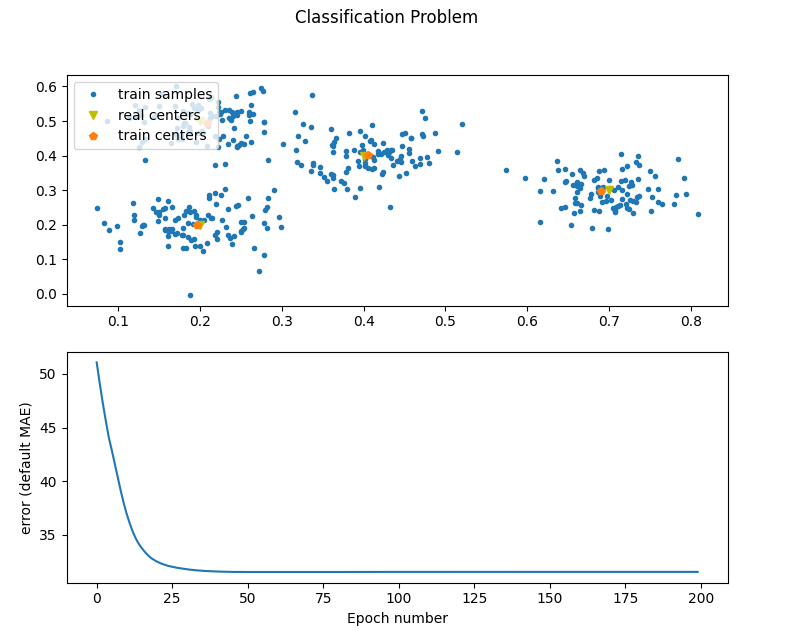 Classification Problem
0.6
0.5
0.4
0.3
0.2
0.1
0.0
train samples
real centers
train centers
0.1 0.2 0.3 0.4 0.5 0.6 0.7 0.8
50
45
40
35
error (default MAE)
0 25 50 75 100 125 150 175 200
Epoch number